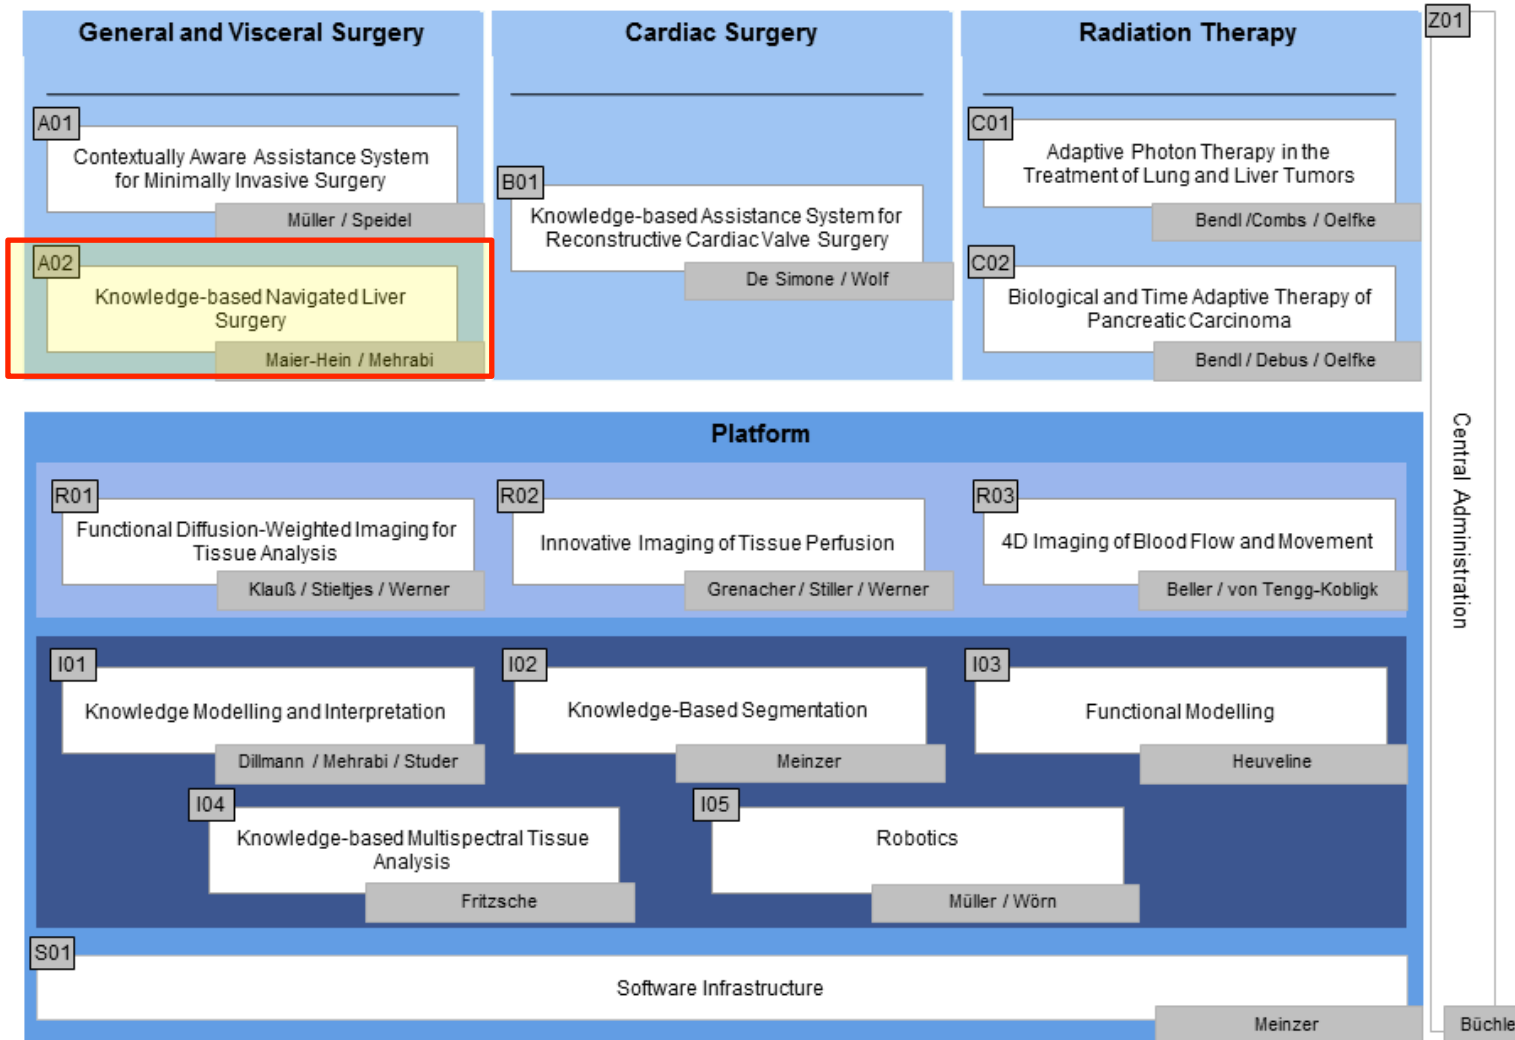 General and Visceral Surgery
Cardiac Surgery
Radiation Therapy
Z01
A01
Contextually Aware Assistance System
for Minimally Invasive Surgery
Müller / Speidel
A02
Knowledge-based Navigated Liver
Surgery
Maier-Hein / Mehrabi
B01
Knowledge-based Assistance System for
Reconstructive Cardiac Valve Surgery
De Simone / Wolf
C01
Adaptive Photon Therapy in the
Treatment of Lung and Liver Tumors
Bendl /Combs / Oelfke
C02
Biological and Time Adaptive Therapy of
Pancreatic Carcinoma
Bendl / Debus / Oelfke
Central Administration
Platform
R01
Functional Diffusion-Weighted Imaging for
Tissue Analysis
Klauß / Stieltjes / Werner
R02
Innovative Imaging of Tissue Perfusion
Grenacher / Stiller / Werner
R03
4D Imaging of Blood Flow and Movement
Beller / von Tengg-Kobligk
I01
Knowledge Modelling and Interpretation
Dillmann / Mehrabi / Studer
I02
Knowledge-Based Segmentation
Meinzer
I03
Functional Modelling
Heuveline
I04
Knowledge-based Multispectral Tissue
Analysis
Fritzsche
I05
Robotics
Müller / Wörn
S01
Software Infrastructure
Meinzer
Büchle